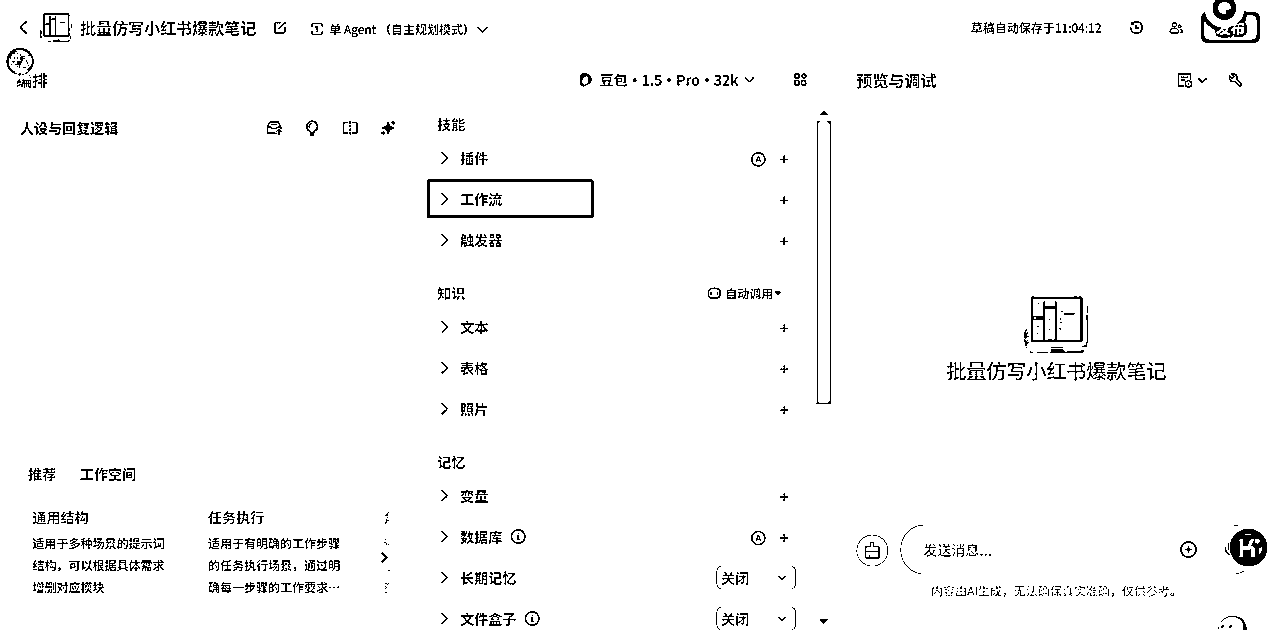 批量仿写小红书爆款笔记
单 Agent（自主规划模式）
草稿自动保存于11:04:12
编排
豆包·1.5·Pro·32k
预览与调试
人设与回复逻辑
技能
插件
工作流
触发器
知识
自动调用
文本
表格
照片
批量仿写小红书爆款笔记
记忆
变量
数据库
长期记忆
关闭
文件盒子
关闭
推荐 工作空间
通用结构
适用于多种场景的提示词
结构，可以根据具体需求
增删对应模块
任务执行
适用于有明确的工作步骤
的任务执行场景，通过明
确每一步骤的工作要求…
发送消息...
内容由AI生成，无法确保真实准确，仅供参考。